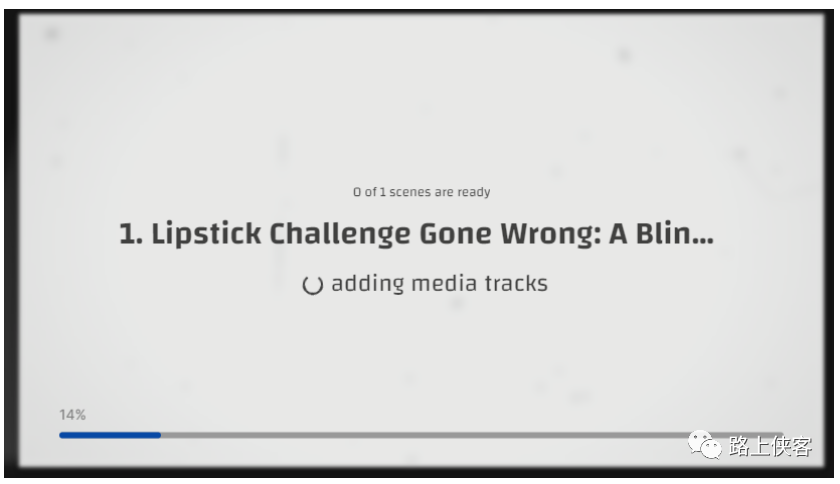 0 of 1 scenes are ready
1. Lipstick Challenge Gone Wrong: A Blin...
adding media tracks
14%
路上侠客